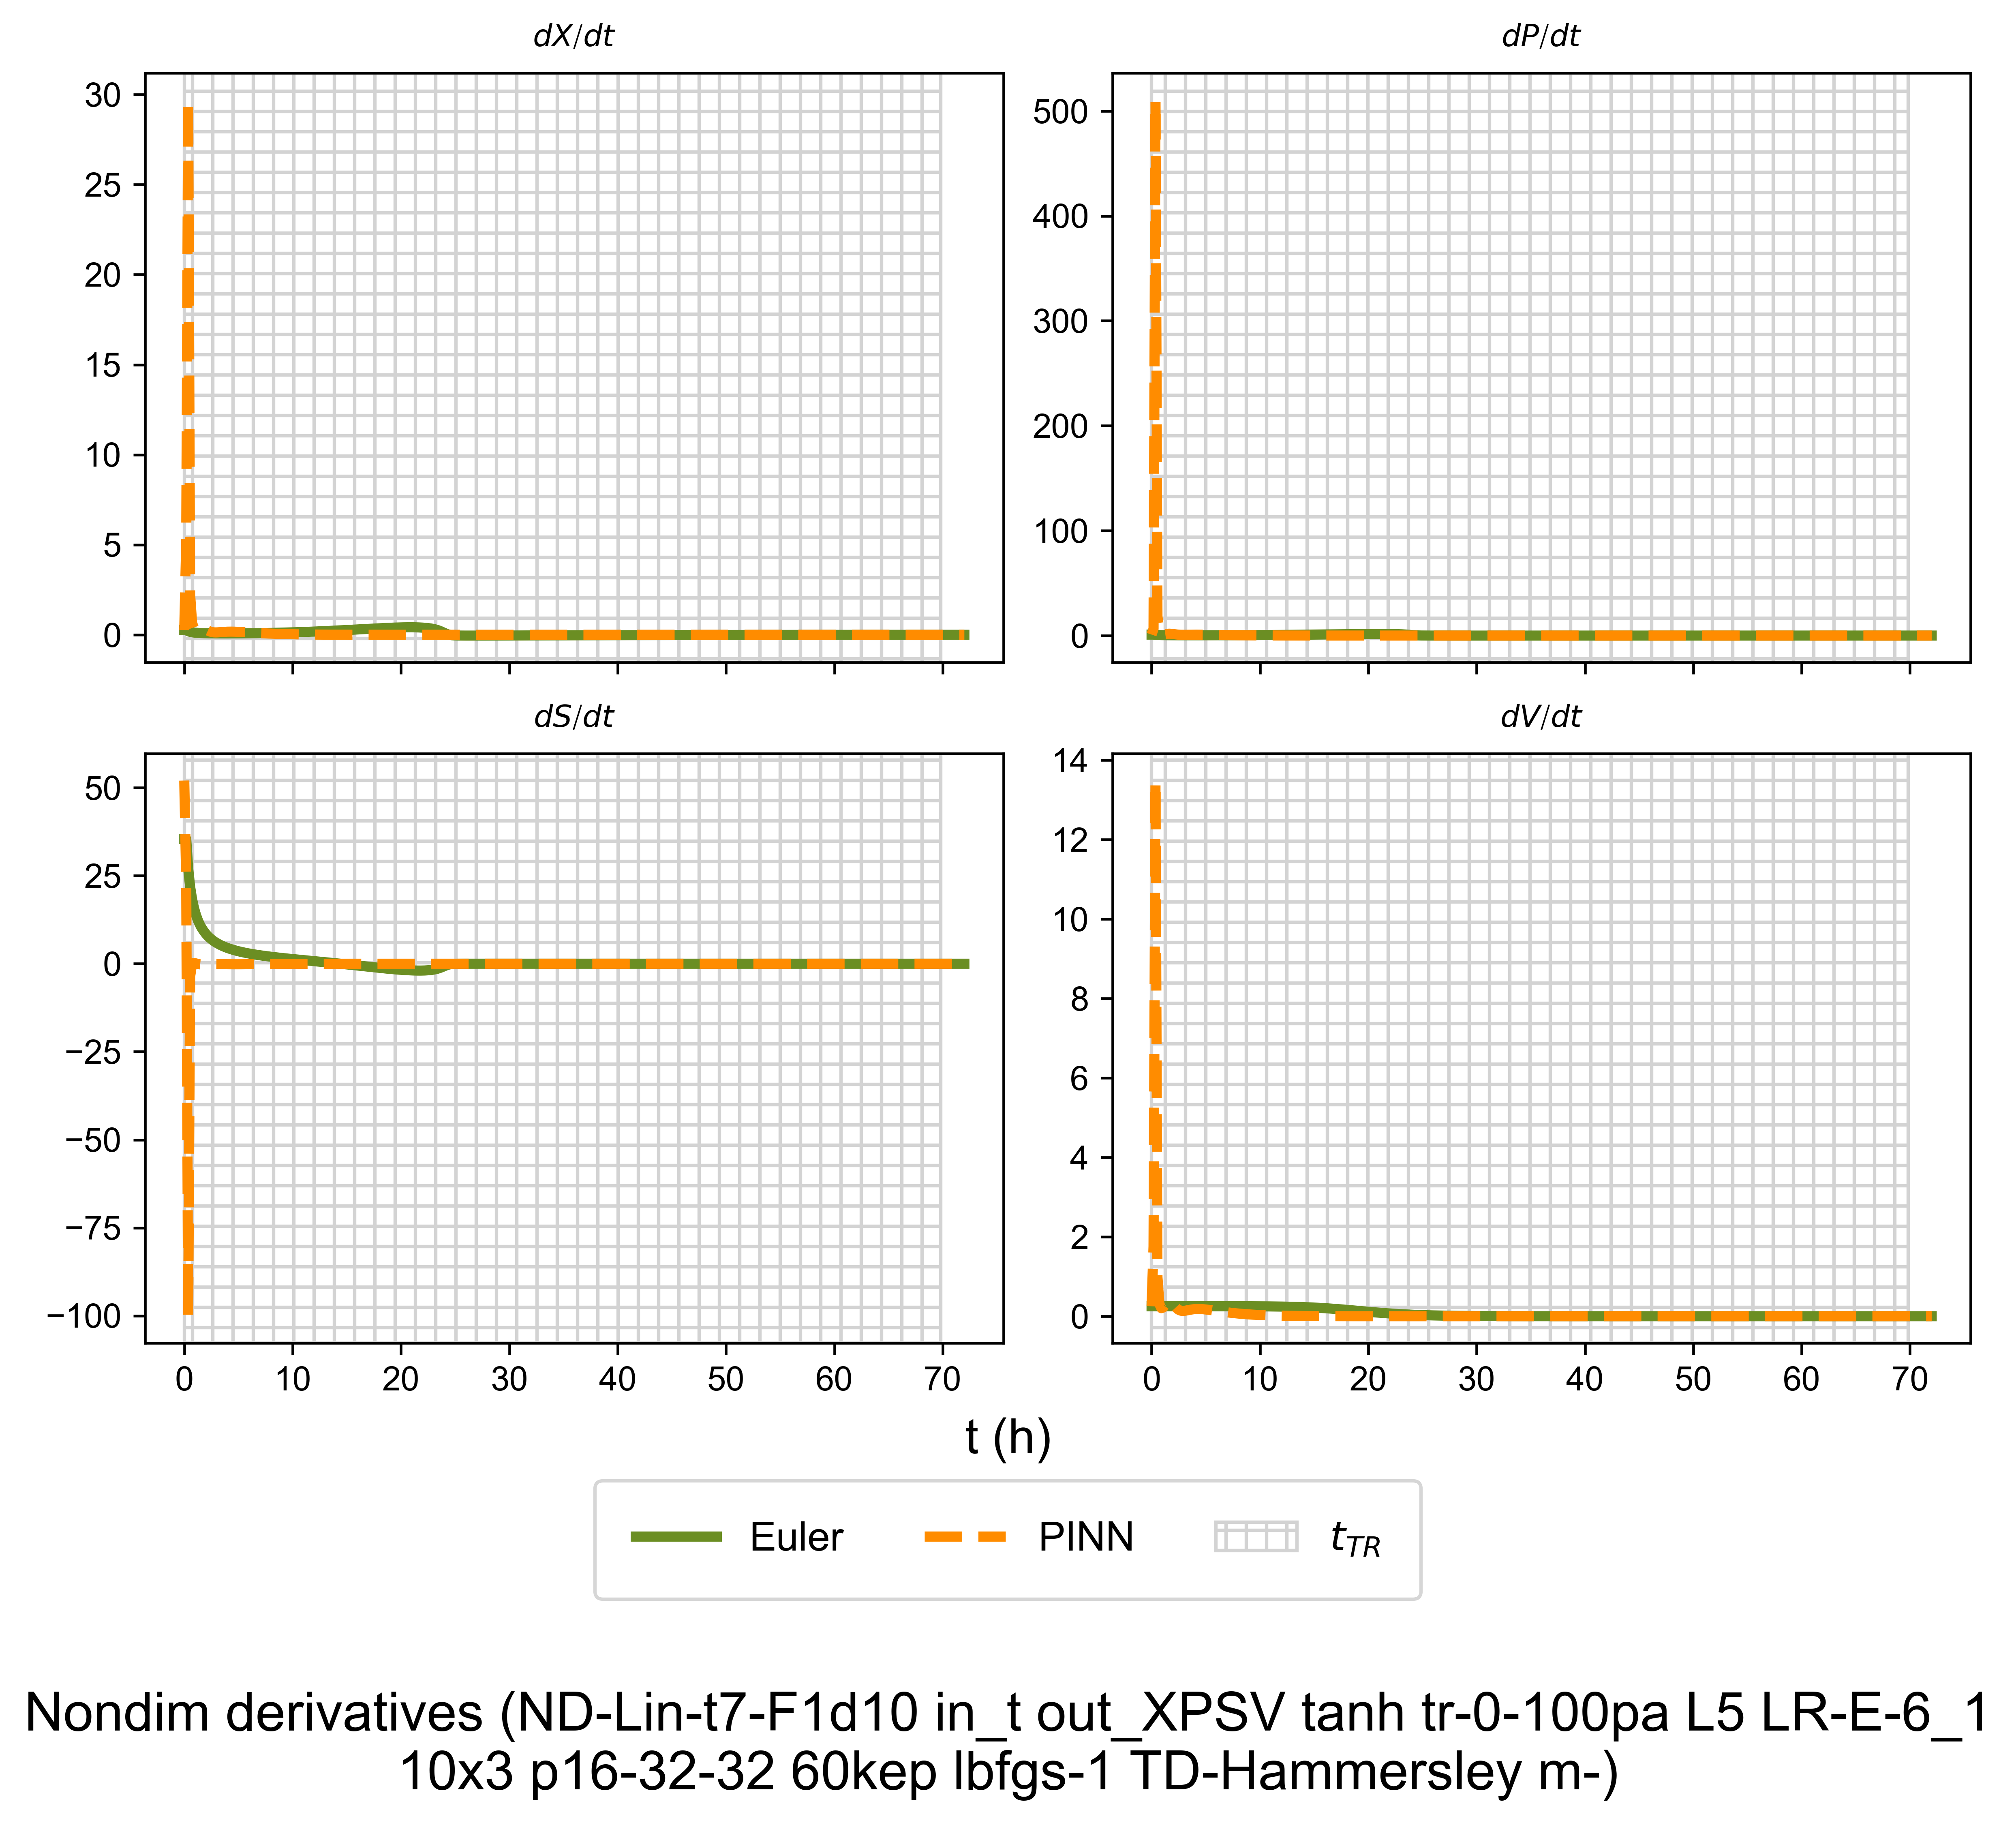 dX/dt
dP/dt
30
25
20
15
10
5
0
500
400
300
200
100
0
dS/dt
dV/dt
50
25
0
−25
−50
−75
−100
14
12
10
8
6
4
2
0
0 10 20 30 40 50 60 70
0 10 20 30 40 50 60 70
t (h)
Euler PINN t_TR
Nondim derivatives (ND-Lin-t7-F1d10 in_t out_XPSV tanh tr-0-100pa L5 LR-E-6_1
10x3 p16-32-32 60kep lbfgs-1 TD-Hammersley m-)